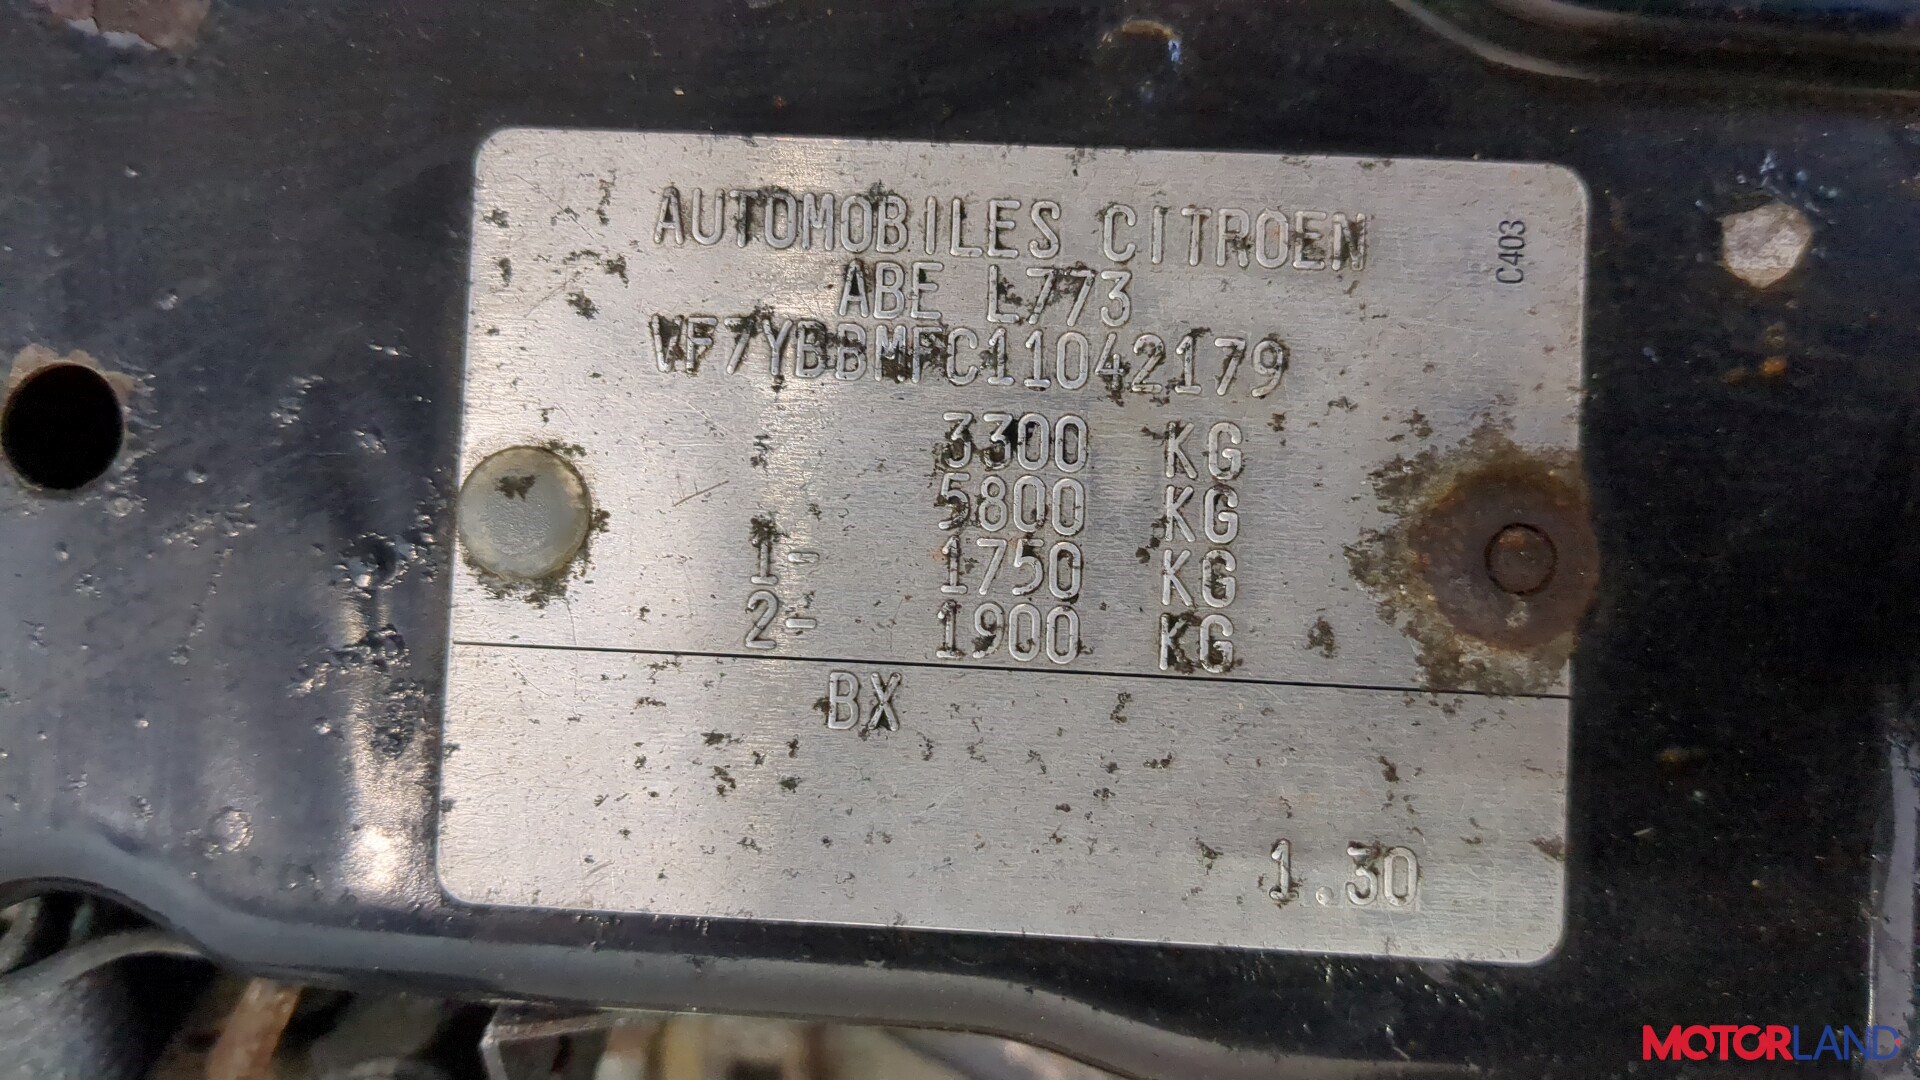 AUTOMOBILES CITROEN
C403
ABE L773
VF7YBBMFC11042179
3300 KG
5800 KG
1- 1750 KG
2- 1900 KG
BX
1.30
MOTORLAND